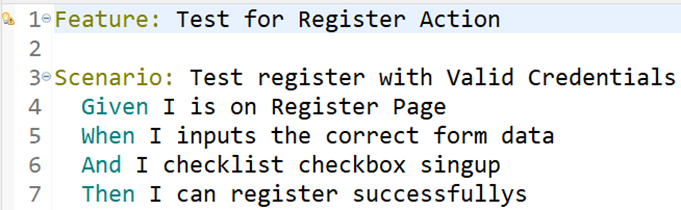 1 Feature: Test for Register Action
2
3 Scenario: Test register with Valid Credentials
4 Given I is on Register Page
5 When I inputs the correct form data
6 And I checklist checkbox singup
7 Then I can register successfullys